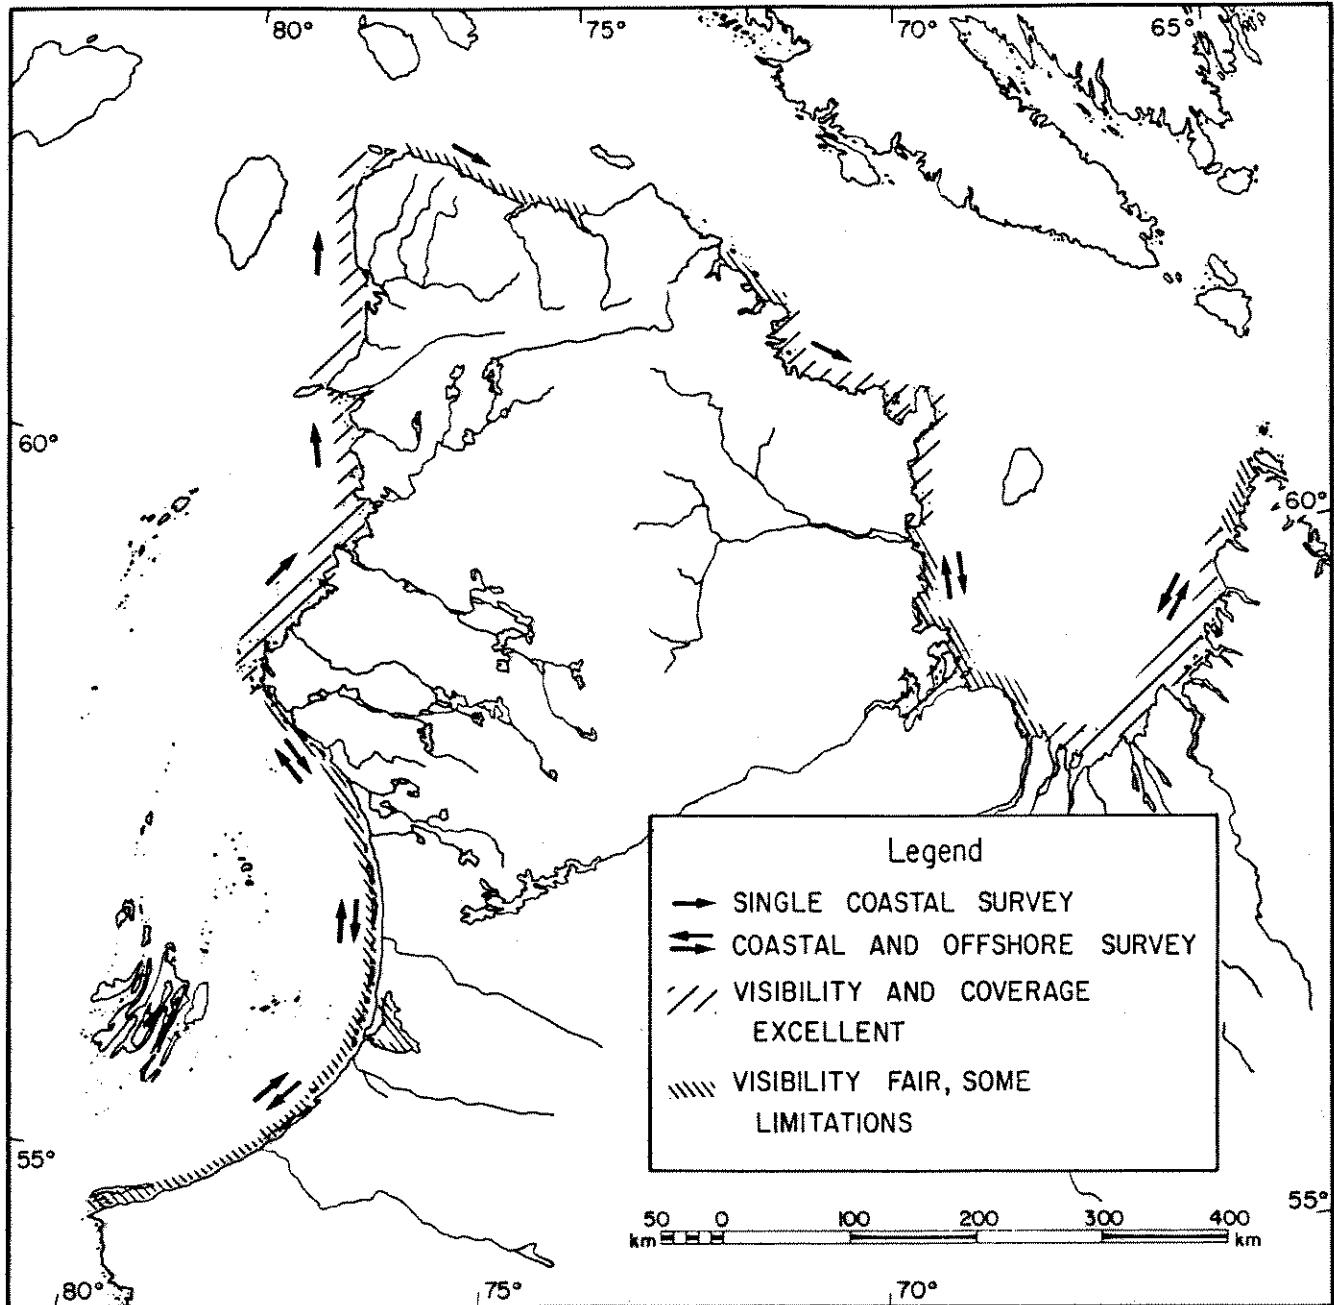 80° 75° 70° 65°
60°
60°
Legend
SINGLE COASTAL SURVEY
COASTAL AND OFFSHORE SURVEY
VISIBILITY AND COVERAGE
EXCELLENT
VISIBILITY FAIR, SOME
LIMITATIONS
55°
55°
50 0 100 200 300 400
km km
80° 75° 70°